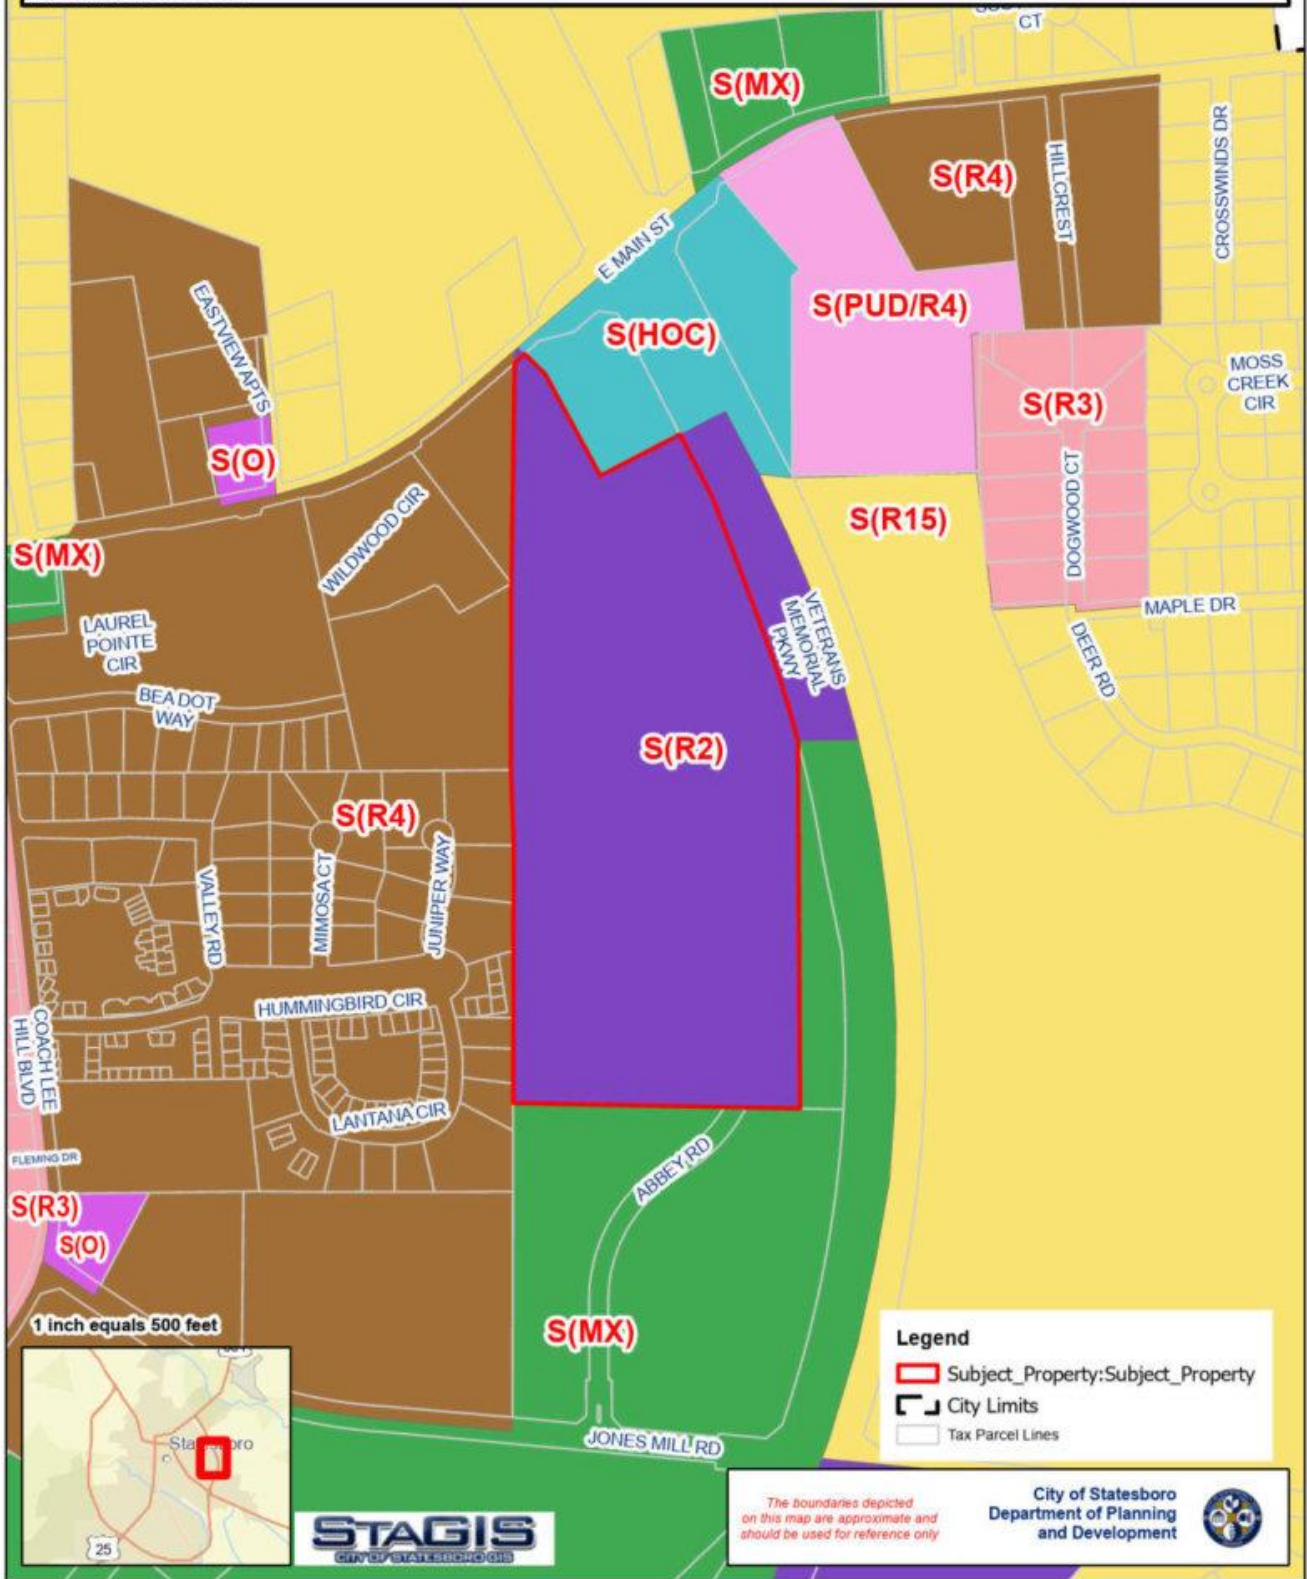 CT
S(MX)
S(R4)
HILLCREST
CROSSWINDS DR
E MAIN ST
EASTVIEW APTS
S(PUD/R4)
S(HOC)
MOSS
CREEK
CIR
S(R3)
S(O)
DOGWOOD CT
WILDWOOD CIR
S(R15)
S(MX)
VETERANS
MEMORIAL
PKWY
MAPLE DR
LAUREL
POINTE
CIR
DEER RD
BEA DOT
WAY
S(R2)
S(R4)
VALLEY RD
MIMOSA CT
JUNIPER WAY
HUMMINGBIRD CIR
COACH LEE
HILL BLVD
LANTANA CIR
FLEMING DR
ABBEY RD
S(R3)
S(O)
1 inch equals 500 feet
S(MX)
Legend
Subject_Property:Subject_Property
City Limits
Tax Parcel Lines
JONES MILL RD
Statesboro
25
STAGIS
CITY OF STATESBORO GIS
The boundaries depicted
on this map are approximate and
should be used for reference only
City of Statesboro
Department of Planning
and Development